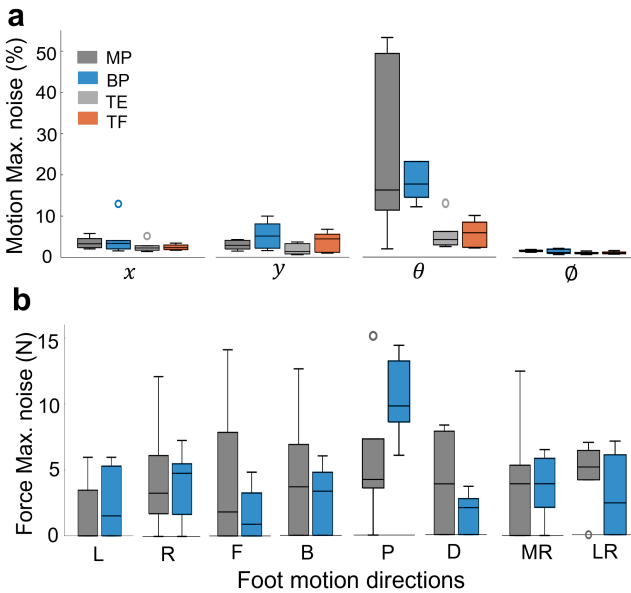 a
Motion Max. noise (%)
50
40
30
20
10
0
MP
BP
TE
TF
x y θ ∅
b
Force Max. noise (N)
15
10
5
0
L R F B P D MR LR
Foot motion directions